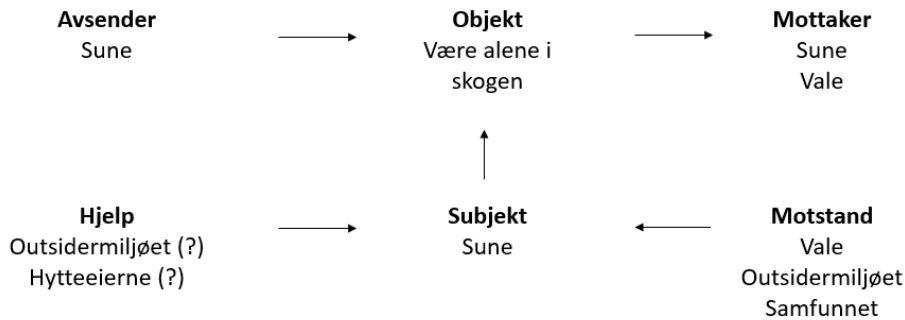 Avsender
Sune
Objekt
Være alene i
skogen
Mottaker
Sune
Vale
Hjelp
Outsidermiljøet (?)
Hytteeierne (?)
Subjekt
Sune
Motstand
Vale
Outsidermiljøet
Samfunnet